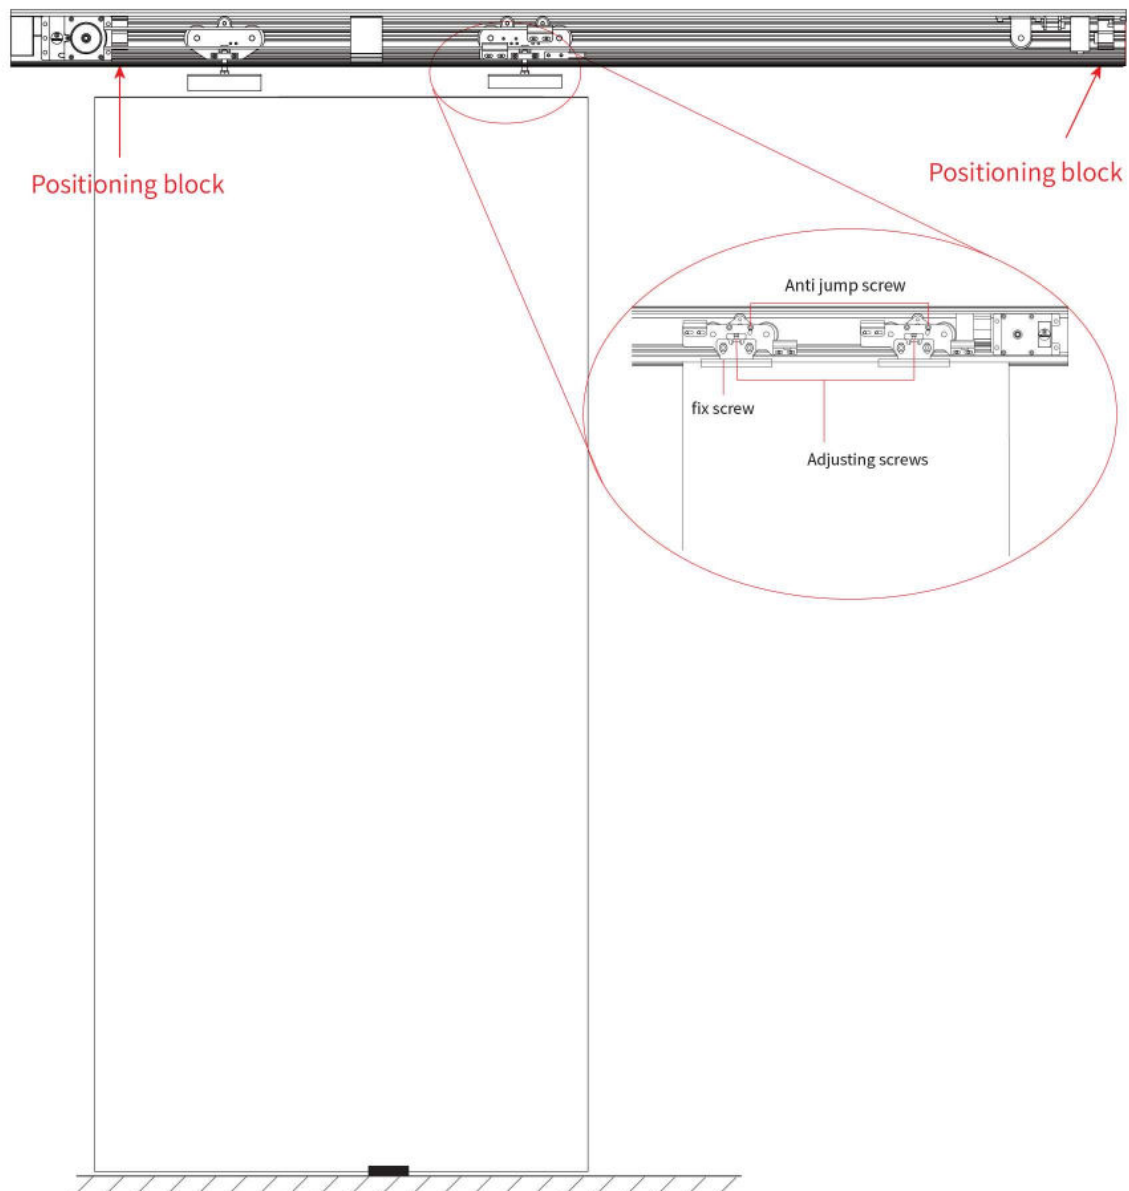 Positioning block
Positioning block
Anti jump screw
fix screw
Adjusting screws